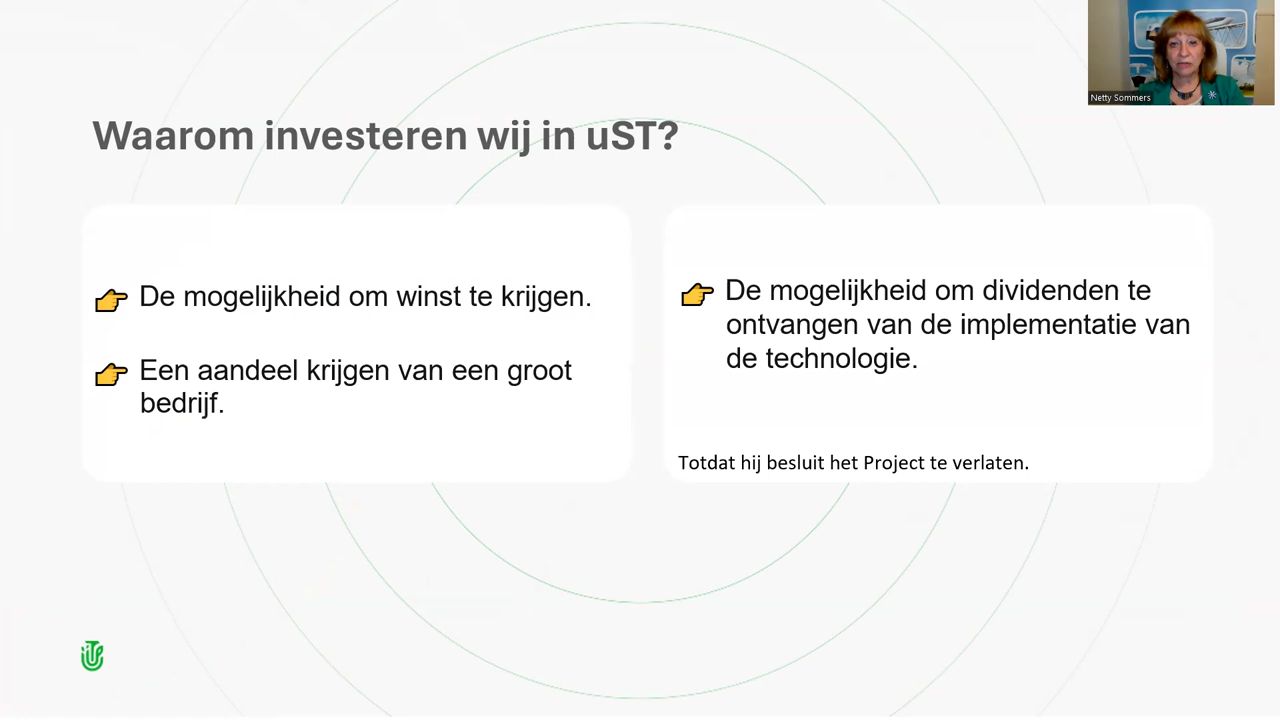 Netty Sommers
Waarom investeren wij in uST?
👉 De mogelijkheid om winst te krijgen.
👉 Een aandeel krijgen van een groot
bedrijf.
👉 De mogelijkheid om dividenden te
ontvangen van de implementatie van
de technologie.
Totdat hij besluit het Project te verlaten.